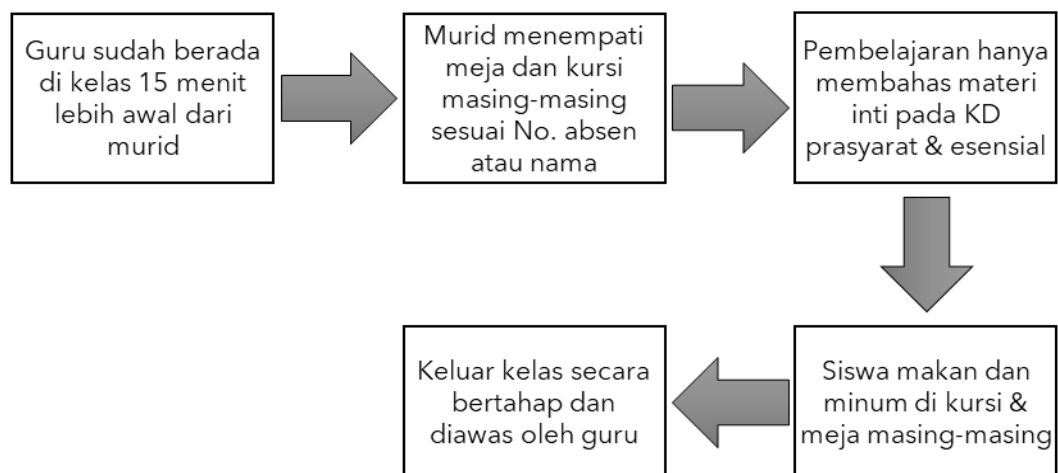 Guru sudah berada
di kelas 15 menit
lebih awal dari
murid
Murid menempati
meja dan kursi
masing-masing
sesuai No. absen
atau nama
Pembelajaran hanya
membahas materi
inti pada KD
prasyarat & esensial
Siswa makan dan
minum di kursi &
meja masing-masing
Keluar kelas secara
bertahap dan
diawas oleh guru